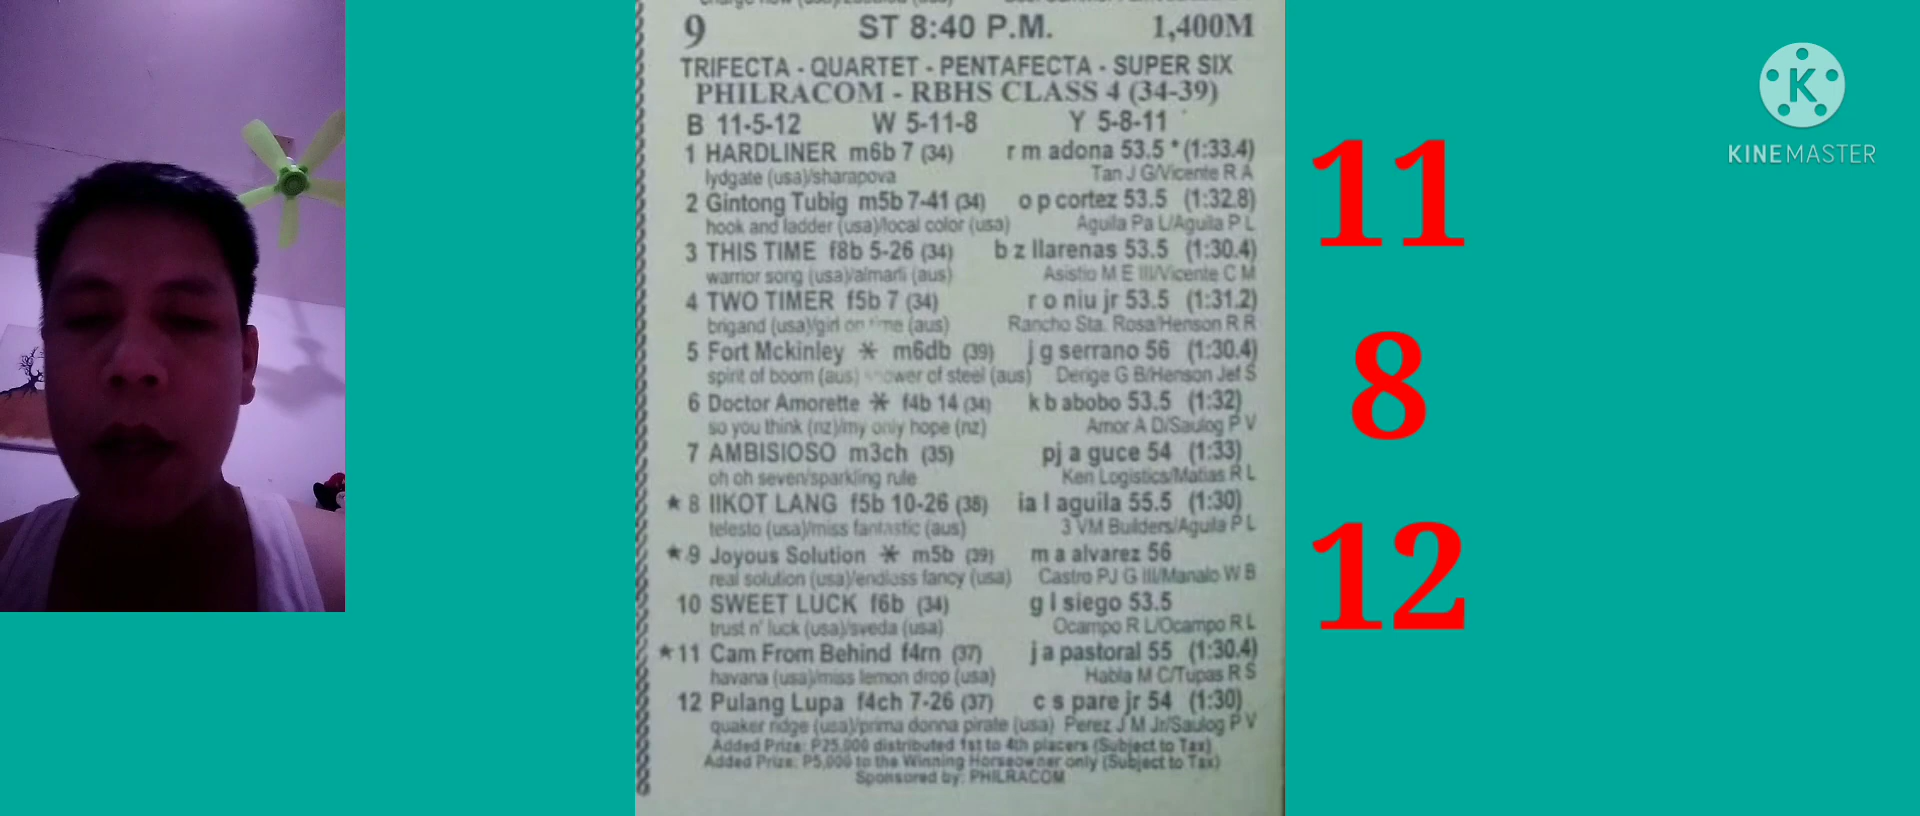 9 ST 8:40 P.M. 1,400M
TRIFECTA - QUARTET - PENTAFECTA - SUPER SIX
PHILRACOM - RBHS CLASS 4 (34-39)
B 11-5-12 W 5-11-8 Y 5-8-11
1 HARDLINER m6b 7 (34) r m adona 53.5 * (1:33.4)
lydgate (usa)/sharapova Tan J G/Vicente R A
2 Gintong Tubig m5b 7-41 (34) o p cortez 53.5 (1:32.8)
hook and ladder (usa)/local color (usa) Aguila Pa L/Aguila P L
3 THIS TIME f8b 5-26 (34) b z llarenas 53.5 (1:30.4)
warrior song (usa)/almarli (aus) Asistio M E III/Vicente C M
4 TWO TIMER f5b 7 (34) r o niu jr 53.5 (1:31.2)
brigand (usa)/girl on time (aus) Rancho Sta. Rosa/Henson R R
5 Fort Mckinley * m6db (39) j g serrano 56 (1:30.4)
spirit of boom (aus) of steel (aus) Derige G B/Henson Jef S
6 Doctor Amorette * f4b 14 (34) k b abobo 53.5 (1:32)
so you think (nz)/my only hope (nz) Amor A D/Saulog P V
7 AMBISIOSO m3ch (35) pj a guce 54 (1:33)
oh oh seven/sparkling rule Ken Logistics/Matias R L
★ 8 IIKOT LANG f5b 10-26 (38) ia l aguila 55.5 (1:30)
telesto (usa)/miss fantastic (aus) 3 VM Builders/Aguila P L
★ 9 Joyous Solution * m5b (39) m a alvarez 56
real solution (usa)/endless fancy (usa) Castro PJ G III/Manalo W B
10 SWEET LUCK f6b (34) g l siego 53.5
trust n' luck (usa)/sveda (usa) Ocampo R L/Ocampo R L
★ 11 Cam From Behind f4rn (37) j a pastoral 55 (1:30.4)
havana (usa)/miss lemon drop (usa) Habla M C/Tupas R S
12 Pulang Lupa f4ch 7-26 (37) c s pare jr 54 (1:30)
quaker ridge (usa)/prima donna pirate (usa) Perez J M Jr/Saulog P V
Added Prize: P25,000 distributed 1st to 4th placers (Subject to Tax)
Added Prize: P5,000 to the Winning Horseowner only (Subject to Tax)
Sponsored by: PHILRACOM
11
8
12
K
KINEMASTER